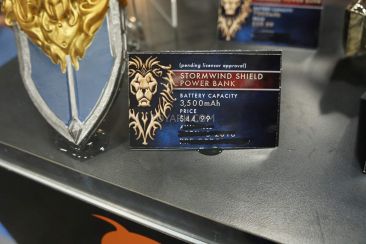 (pending licensor approval)
STORMWIND SHIELD
POWER BANK
BATTERY CAPACITY
3,500mAh
PRICE
$44.99